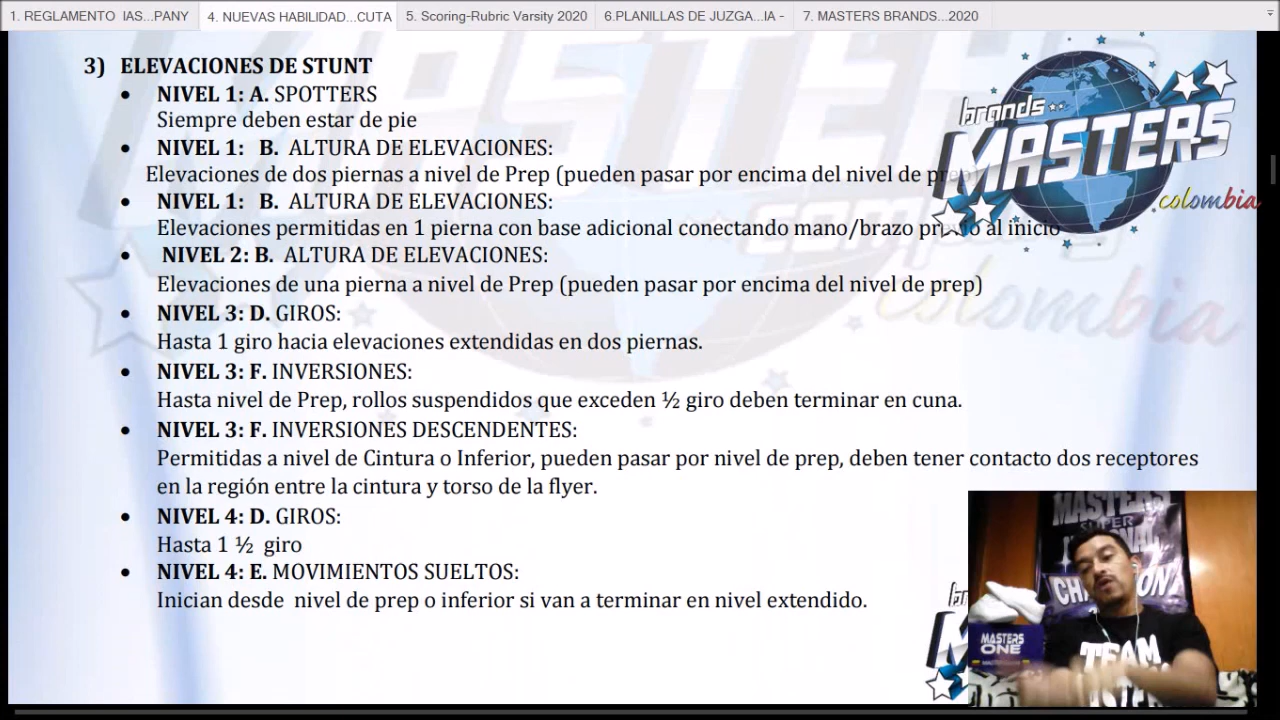 1. REGLAMENTO IAS...PANY
4. NUEVAS HABILIDAD...CUTA
5. Scoring-Rubric Varsity 2020
6.PLANILLAS DE JUZGA...IA -
7. MASTERS BRANDS...2020
3) ELEVACIONES DE STUNT
• NIVEL 1: A. SPOTTERS
Siempre deben estar de pie
• NIVEL 1: B. ALTURA DE ELEVACIONES:
Elevaciones de dos piernas a nivel de Prep (pueden pasar por encima del nivel de prep)
• NIVEL 1: B. ALTURA DE ELEVACIONES:
Elevaciones permitidas en 1 pierna con base adicional conectando mano/brazo previo al inicio
• NIVEL 2: B. ALTURA DE ELEVACIONES:
Elevaciones de una pierna a nivel de Prep (pueden pasar por encima del nivel de prep)
• NIVEL 3: D. GIROS:
Hasta 1 giro hacia elevaciones extendidas en dos piernas.
• NIVEL 3: F. INVERSIONES:
Hasta nivel de Prep, rollos suspendidos que exceden ½ giro deben terminar en cuna.
• NIVEL 3: F. INVERSIONES DESCENDENTES:
Permitidas a nivel de Cintura o Inferior, pueden pasar por nivel de prep, deben tener contacto dos receptores
en la región entre la cintura y torso de la flyer.
• NIVEL 4: D. GIROS:
Hasta 1 ½ giro
• NIVEL 4: E. MOVIMIENTOS SUELTOS:
Inician desde nivel de prep o inferior si van a terminar en nivel extendido.
brands
MASTERS
colombia
MASTERS
colombia
MASTERS
SUPER
MASTERS
ONE
TEAM